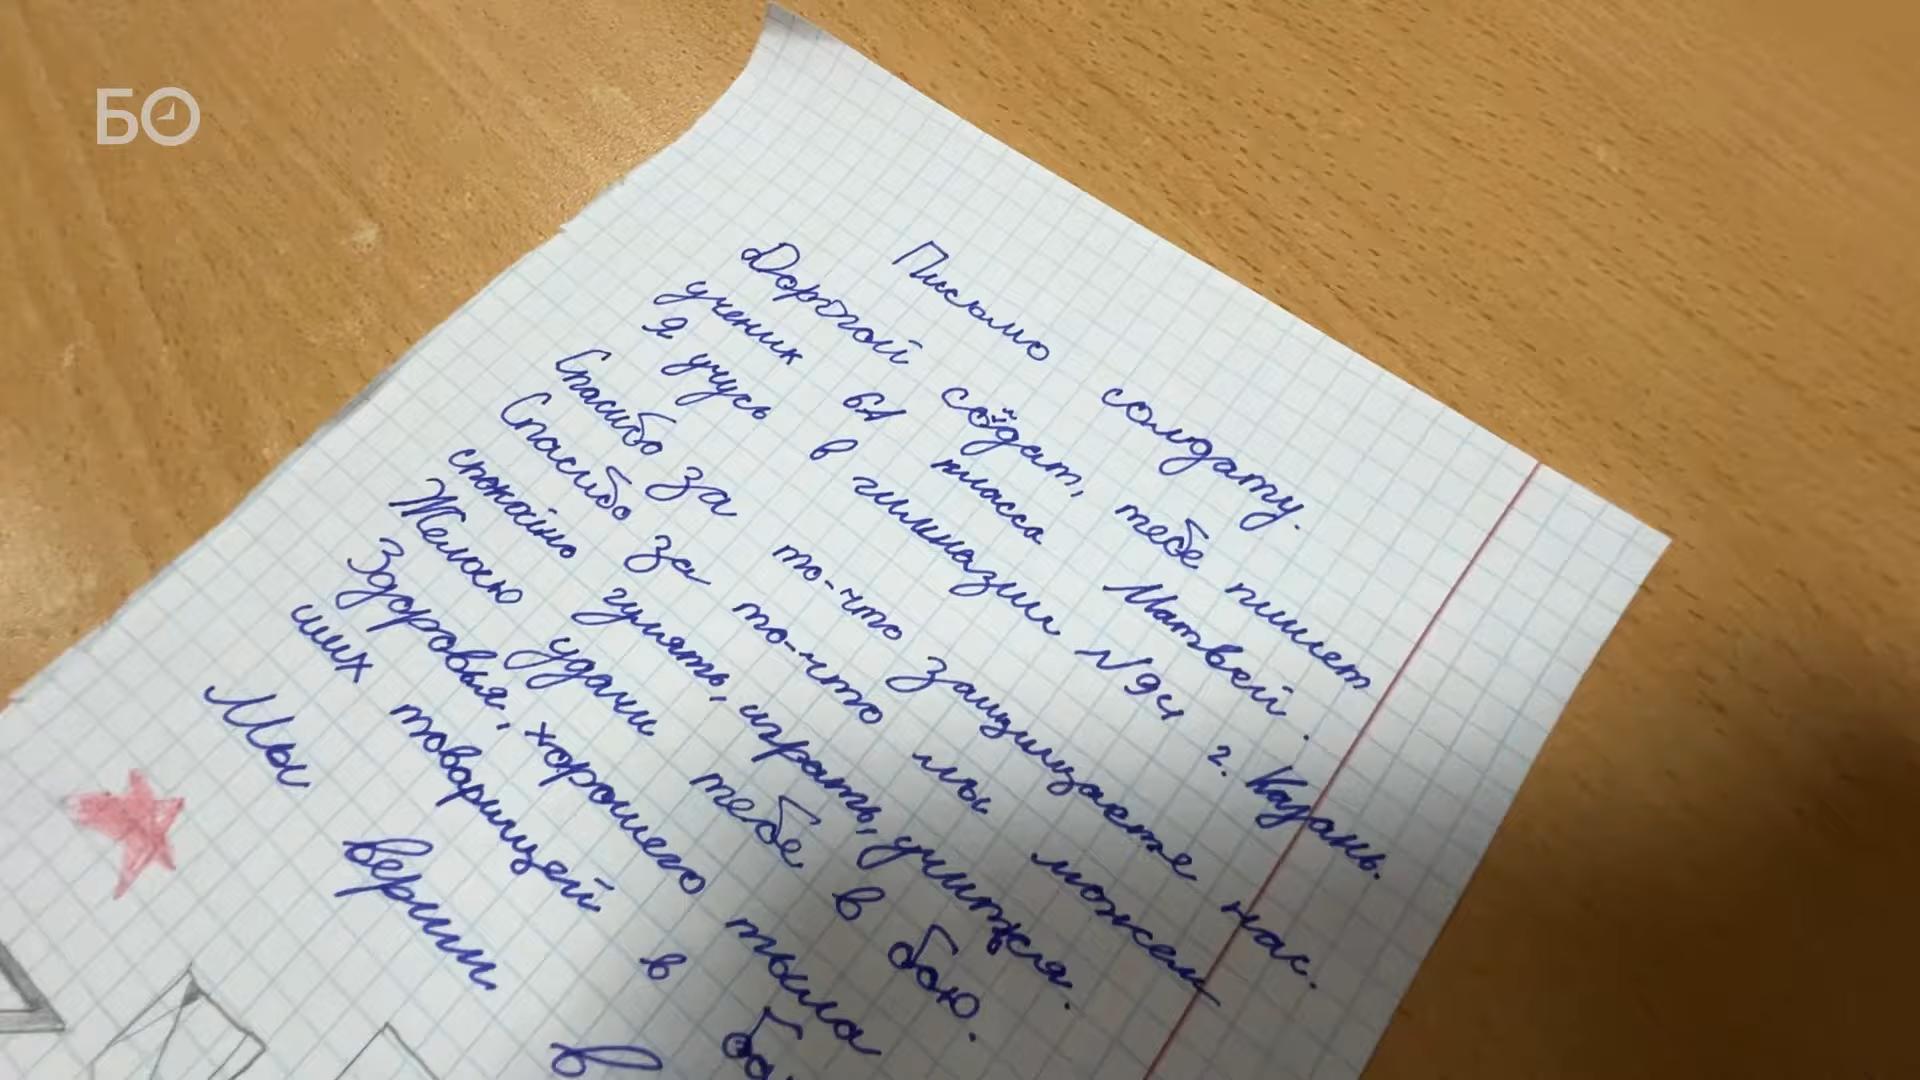 БО
Письмо солдату.
Дорогой солдат, тебе пишет
ученик 6А класса Матвей.
Я учусь в гимназии №94 г. Казань.
Спасибо за то-что защищаете нас.
Спасибо за то-что мы можем
спокойно гулять, играть, учиться.
Желаю удачи тебе в бою.
Здоровья, хорошего тыла
ших товарищей в
Мы верим в